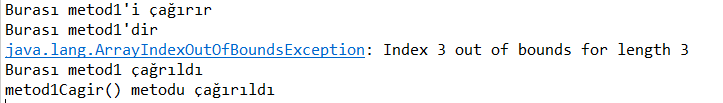 Burası metod1'i çağırır
Burası metod1'dir
java.lang.ArrayIndexOutOfBoundsException: Index 3 out of bounds for length 3
Burası metod1 çağrıldı
metod1Cagir() metodu çağırıldı